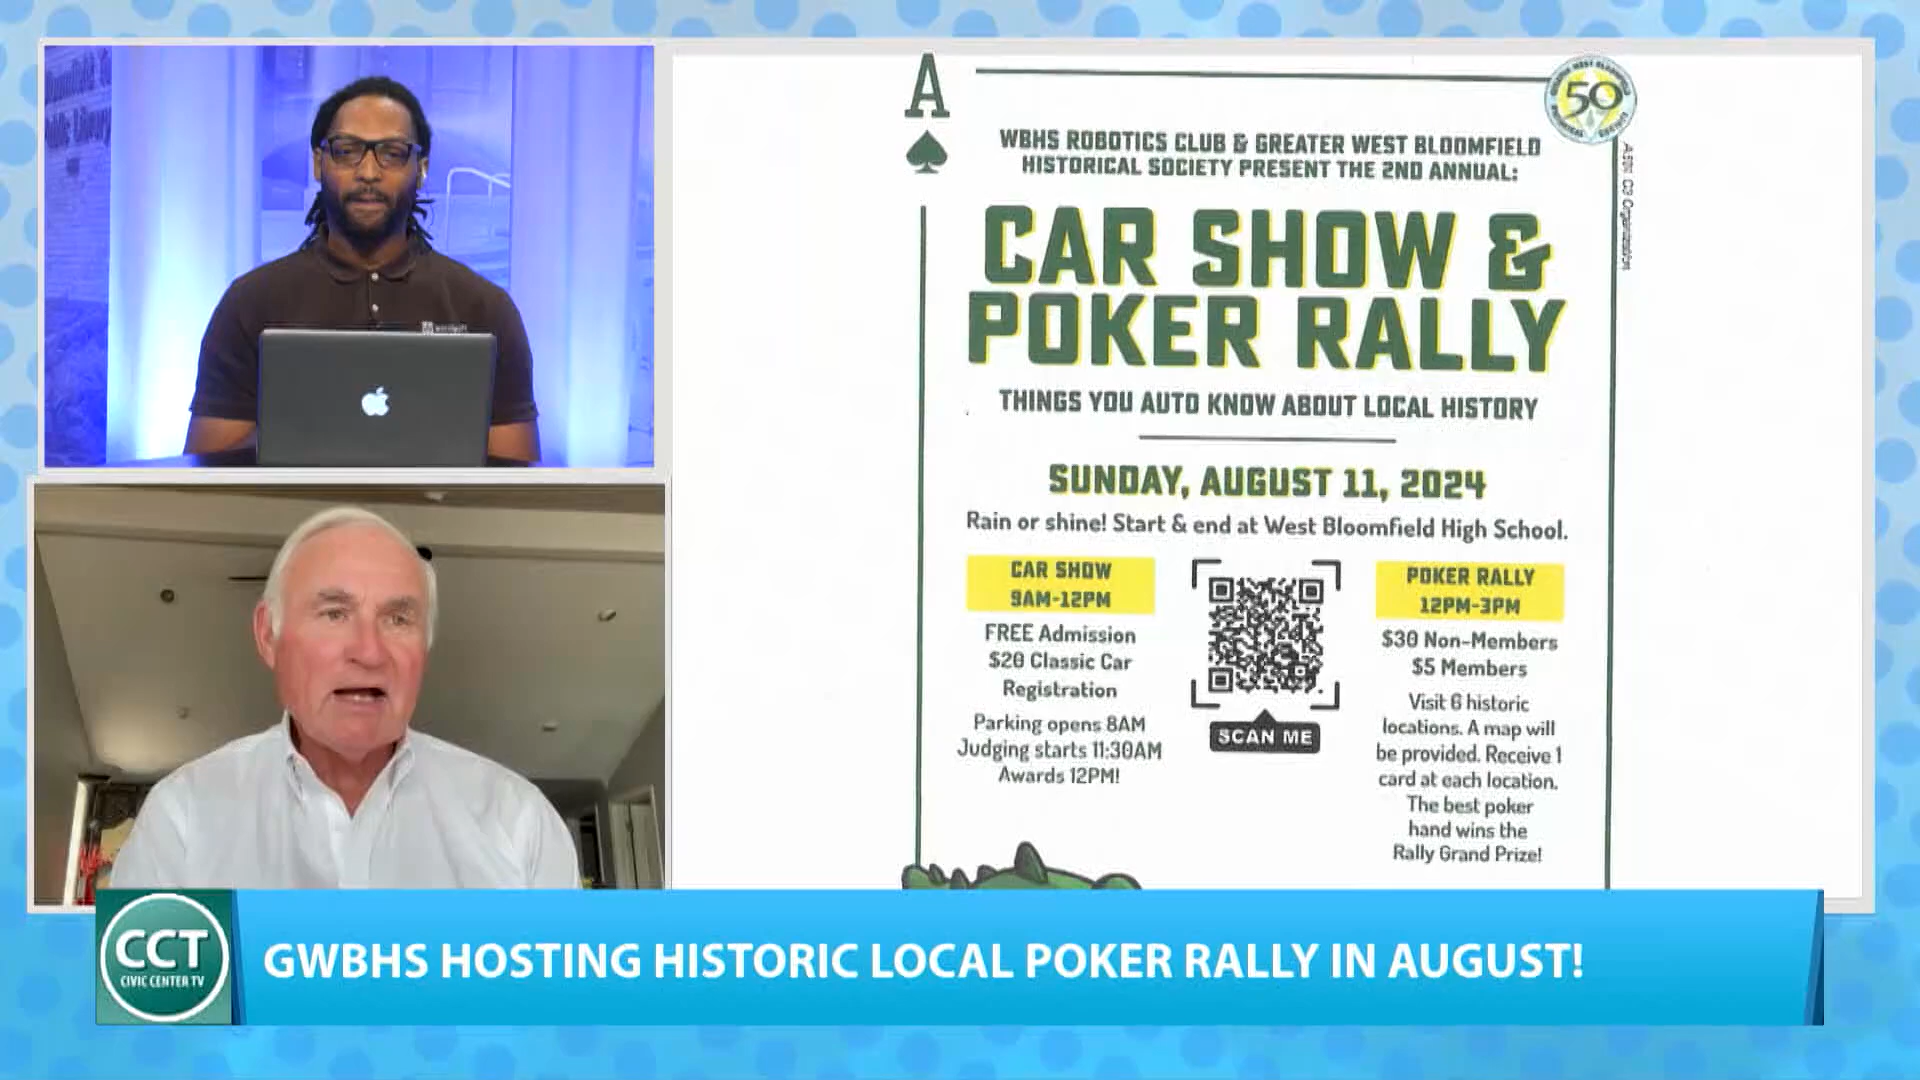 A
WBHS ROBOTICS CLUB & GREATER WEST BLOOMFIELD
HISTORICAL SOCIETY PRESENT THE 2ND ANNUAL:
50
CAR SHOW &
POKER RALLY
THINGS YOU AUTO KNOW ABOUT LOCAL HISTORY
SUNDAY, AUGUST 11, 2024
Rain or shine! Start & end at West Bloomfield High School.
CAR SHOW
9AM-12PM
FREE Admission
$20 Classic Car
Registration
Parking opens 8AM
Judging starts 11:30AM
Awards 12PM!
SCAN ME
POKER RALLY
12PM-3PM
$30 Non-Members
$5 Members
Visit 6 historic
locations. A map will
be provided. Receive 1
card at each location.
The best poker
hand wins the
Rally Grand Prize!
CCT
CIVIC CENTER TV
GWBHS HOSTING HISTORIC LOCAL POKER RALLY IN AUGUST!